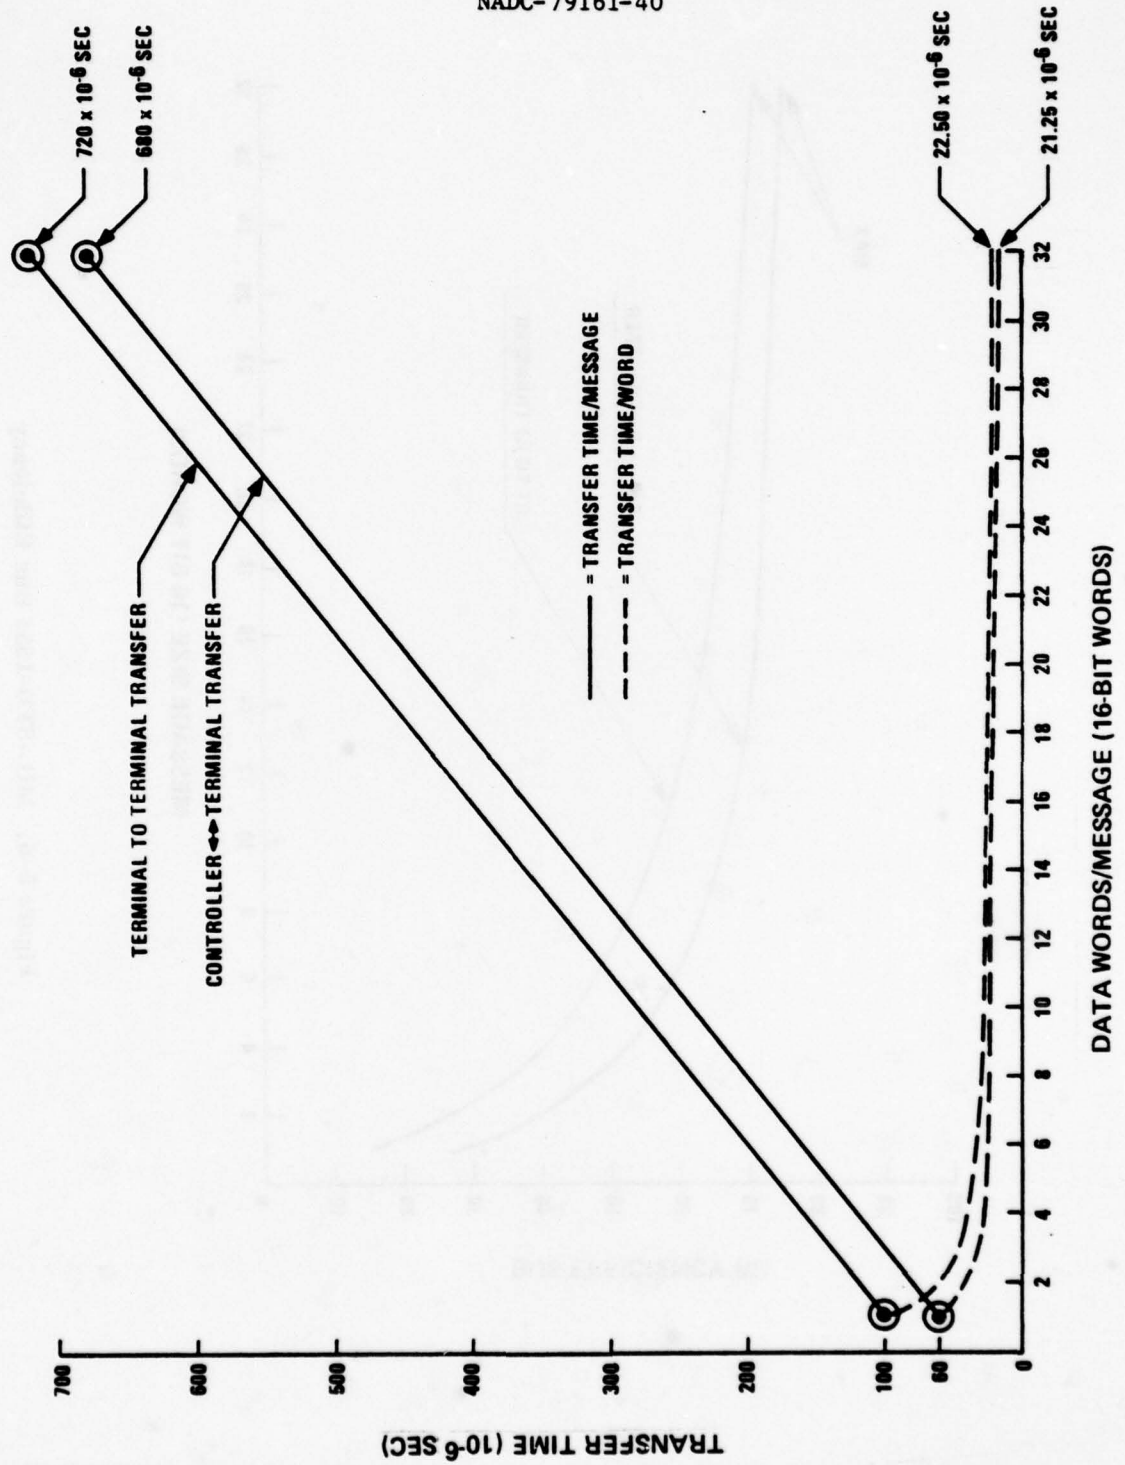 NADC-79161-40
720 x 10-6 SEC
680 x 10-6 SEC
TERMINAL TO TERMINAL TRANSFER
CONTROLLER↔TERMINAL TRANSFER
= TRANSFER TIME/MESSAGE
= TRANSFER TIME/WORD
22.50 x 10-6 SEC
21.25 x 10-6 SEC
TRANSFER TIME (10-6 SEC)
700
600
500
400
300
200
100
60
0
2 4 6 8 10 12 14 16 18 20 22 24 26 28 30 32
DATA WORDS/MESSAGE (16-BIT WORDS)